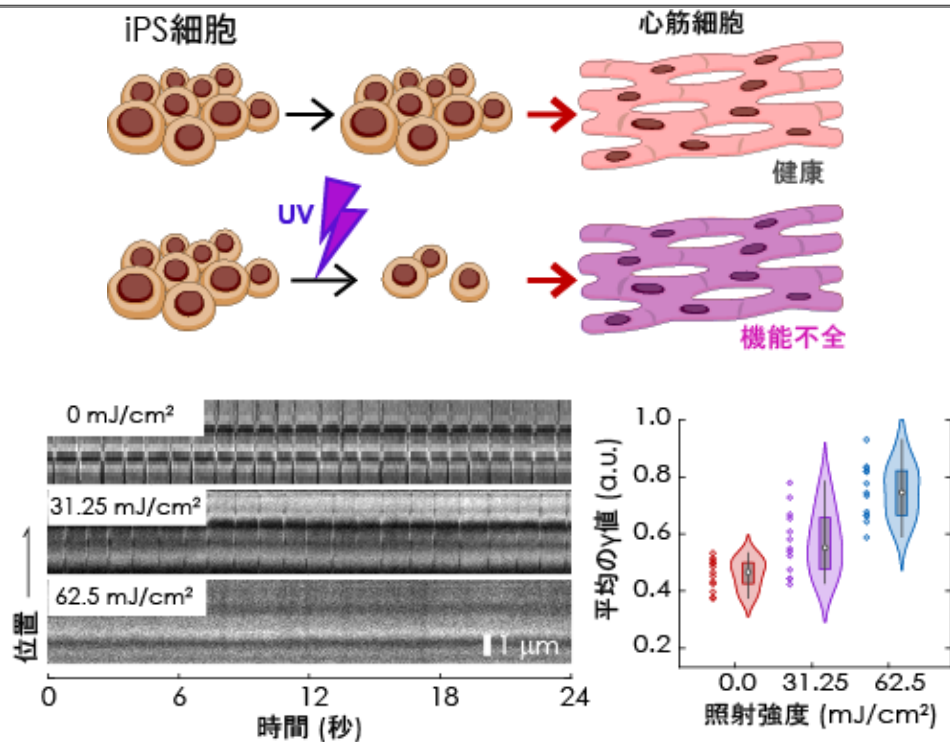 iPS細胞
心筋細胞
健康
UV
機能不全
0 mJ/cm²
31.25 mJ/cm²
62.5 mJ/cm²
位置
1 μm
0 6 12 18 24
時間 (秒)
平均のγ値 (a.u.)
1.0
0.8
0.6
0.4
0.2
0.0 31.25 62.5
照射強度 (mJ/cm²)